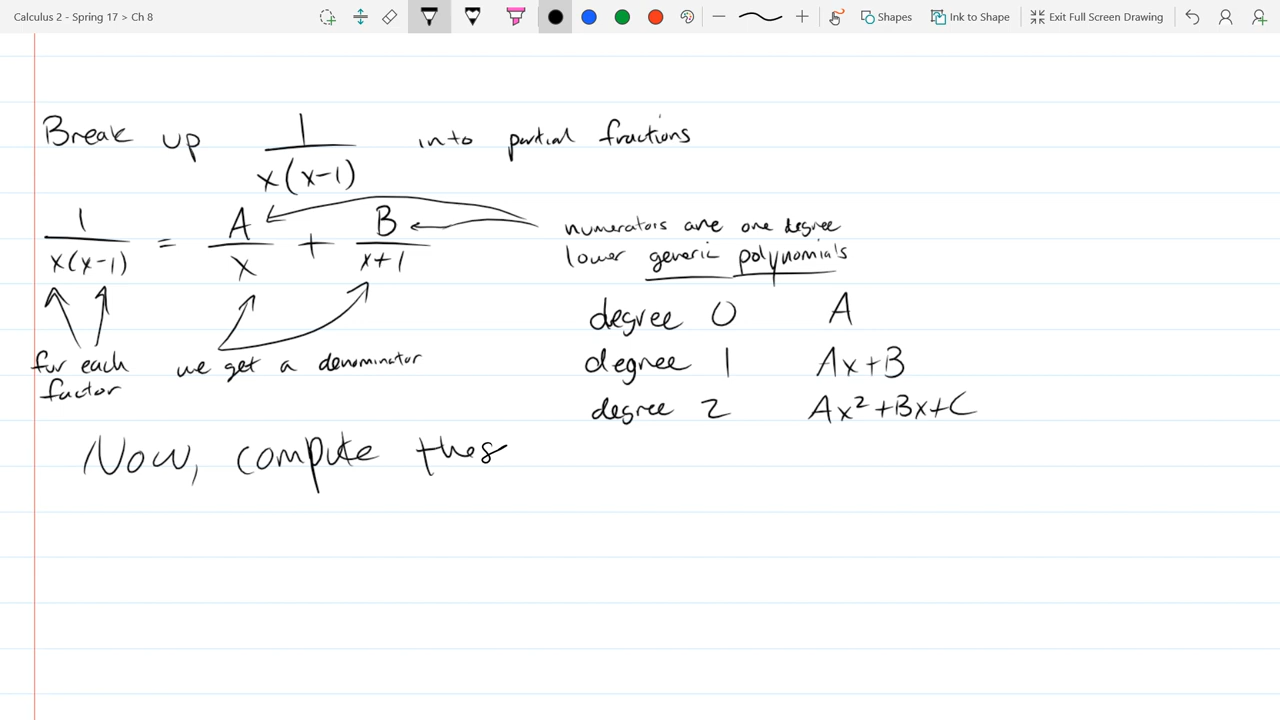 Calculus 2 - Spring 17 > Ch 8
Shapes
Ink to Shape
Exit Full Screen Drawing
Break up 1/(x(x-1)) into partial fractions
1/(x(x-1)) = A/x + B/(x+1)
numerators are one degree
lower generic polynomials
for each
factor
we get a denominator
degree 0 A
degree 1 Ax+B
degree 2 Ax²+Bx+C
Now, compute thes